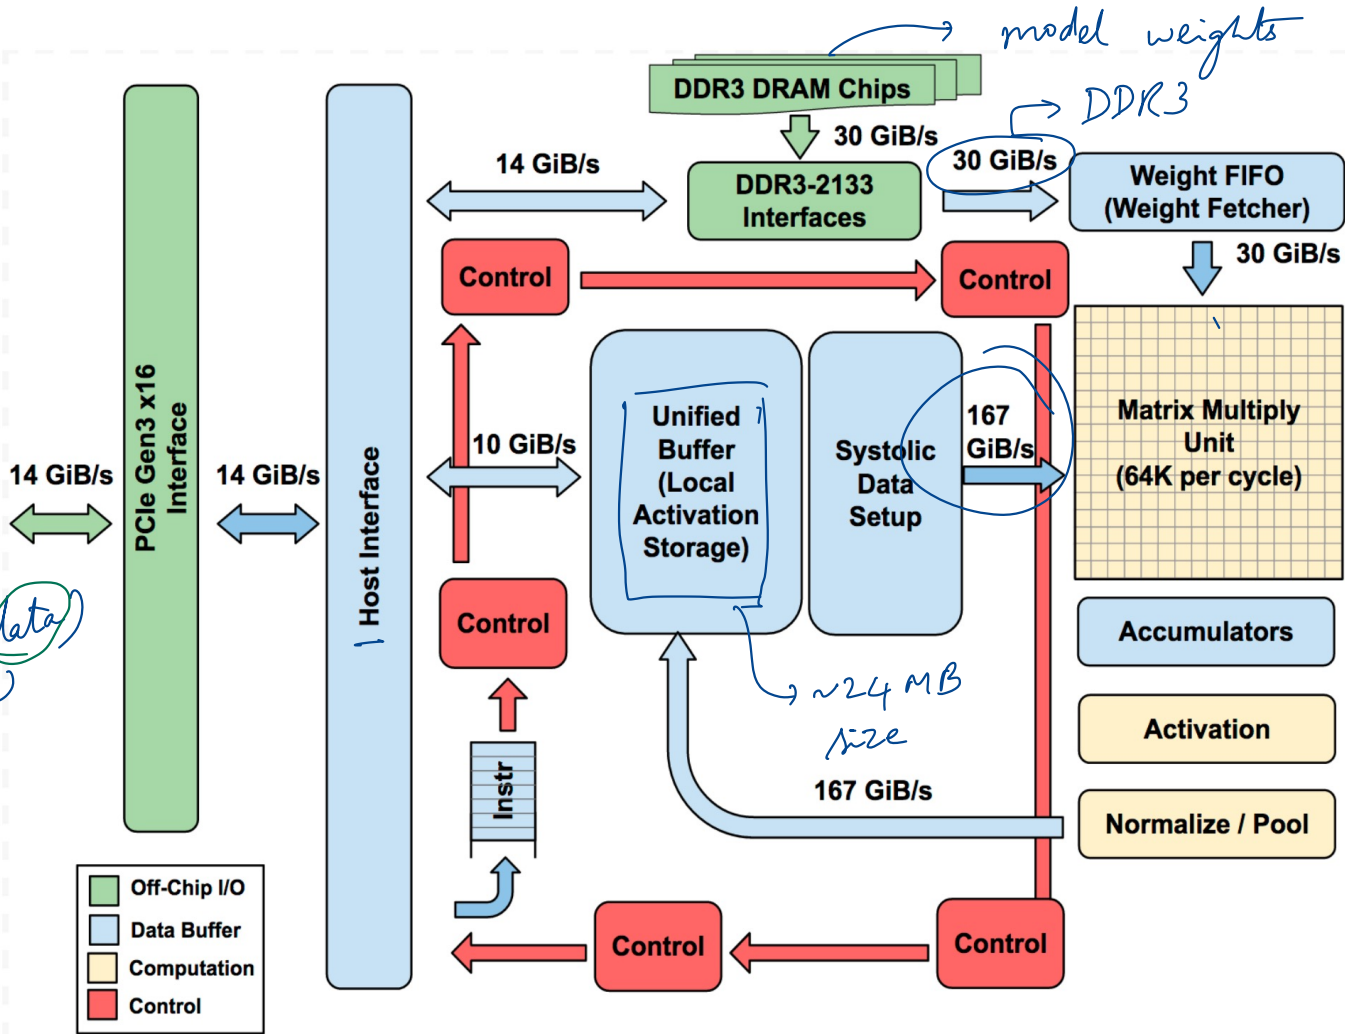 model weights
DDR3 DRAM Chips
DDR3
30 GiB/s
14 GiB/s
30 GiB/s
DDR3-2133
Interfaces
Weight FIFO
(Weight Fetcher)
30 GiB/s
Control
Control
PCIe Gen3 x16
Interface
Host Interface
14 GiB/s
14 GiB/s
10 GiB/s
Unified
Buffer
(Local
Activation
Storage)
Systolic
Data
Setup
167
GiB/s
Matrix Multiply
Unit
(64K per cycle)
data)
Control
Accumulators
~24 MB
size
Activation
Instr
167 GiB/s
Normalize / Pool
Off-Chip I/O
Data Buffer
Computation
Control
Control
Control